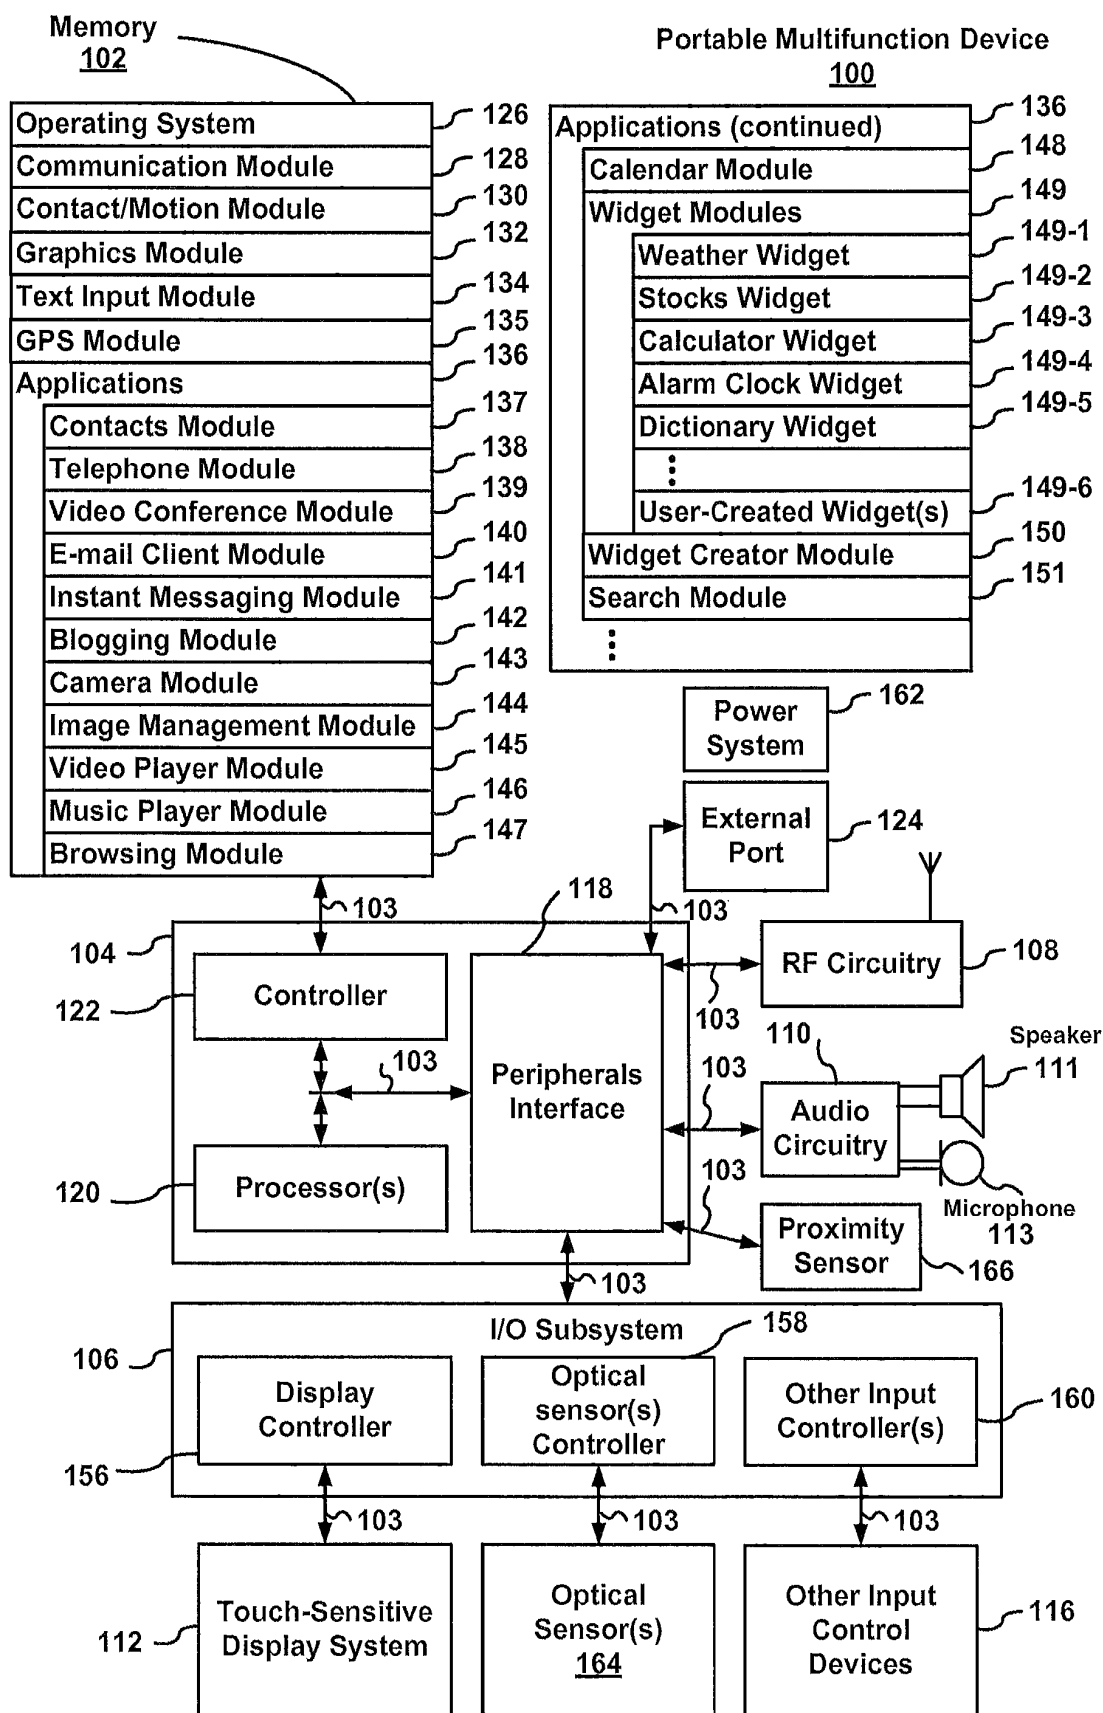 Memory
102
Portable Multifunction Device
100
Operating System
126
Communication Module
128
Contact/Motion Module
130
Graphics Module
132
Text Input Module
134
GPS Module
135
Applications
136
Contacts Module
137
Telephone Module
138
Video Conference Module
139
E-mail Client Module
140
Instant Messaging Module
141
Blogging Module
142
Camera Module
143
Image Management Module
144
Video Player Module
145
Music Player Module
146
Browsing Module
147
Applications (continued)
136
Calendar Module
148
Widget Modules
149
Weather Widget
149-1
Stocks Widget
149-2
Calculator Widget
149-3
Alarm Clock Widget
149-4
Dictionary Widget
149-5
User-Created Widget(s)
149-6
Widget Creator Module
150
Search Module
151
Power
System
162
External
Port
124
103
118
103
104
Controller
122
103
Peripherals
Interface
Processor(s)
120
RF Circuitry
108
103
110
Speaker
111
103
Audio
Circuitry
Microphone
113
103
Proximity
Sensor
166
103
I/O Subsystem
106
158
Display
Controller
156
Optical
sensor(s)
Controller
Other Input
Controller(s)
160
103
103
103
Touch-Sensitive
Display System
112
Optical
Sensor(s)
164
Other Input
Control
Devices
116